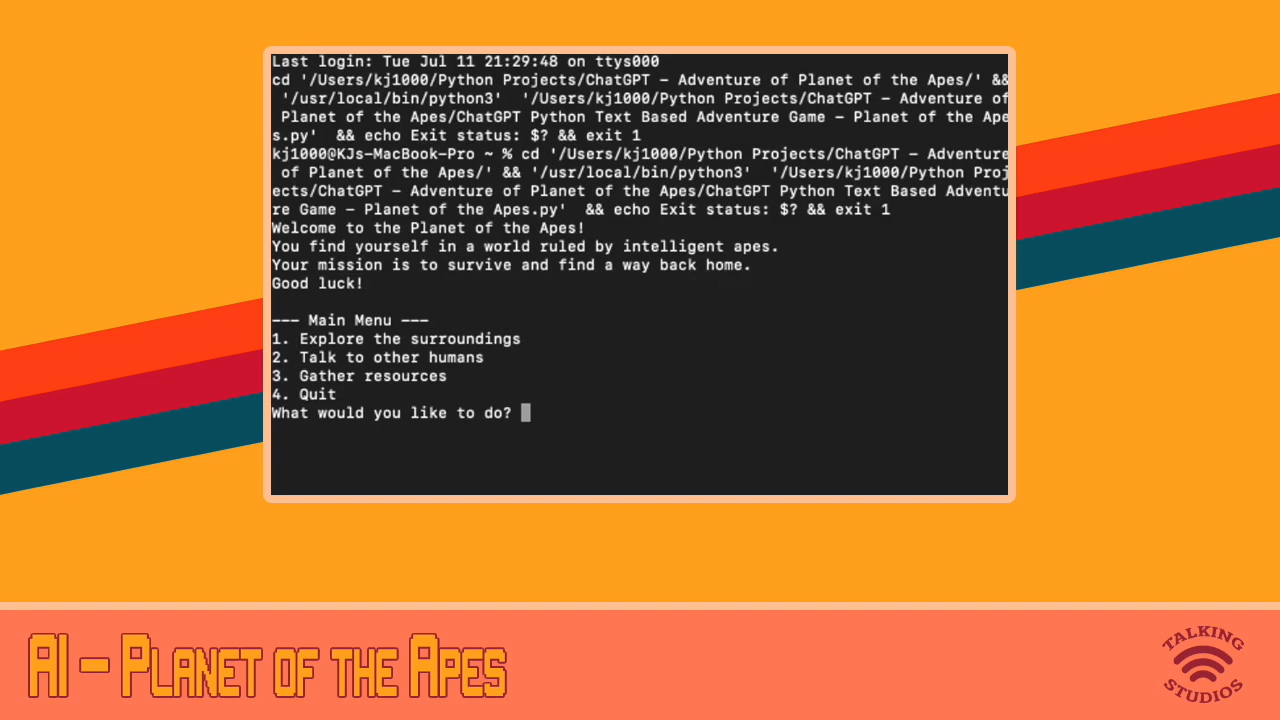 Last login: Tue Jul 11 21:29:48 on ttys000
cd '/Users/kj1000/Python Projects/ChatGPT – Adventure of Planet of the Apes/' &&
'/usr/local/bin/python3'  '/Users/kj1000/Python Projects/ChatGPT – Adventure of
Planet of the Apes/ChatGPT Python Text Based Adventure Game – Planet of the Ape
s.py'  && echo Exit status: $? && exit 1
kj1000@KJs-MacBook-Pro ~ % cd '/Users/kj1000/Python Projects/ChatGPT – Adventure
of Planet of the Apes/' && '/usr/local/bin/python3'  '/Users/kj1000/Python Proj
ects/ChatGPT – Adventure of Planet of the Apes/ChatGPT Python Text Based Adventu
re Game – Planet of the Apes.py'  && echo Exit status: $? && exit 1
Welcome to the Planet of the Apes!
You find yourself in a world ruled by intelligent apes.
Your mission is to survive and find a way back home.
Good luck!
--- Main Menu ---
1. Explore the surroundings
2. Talk to other humans
3. Gather resources
4. Quit
What would you like to do?
AI – Planet of the Apes
TALKING
STUDIOS